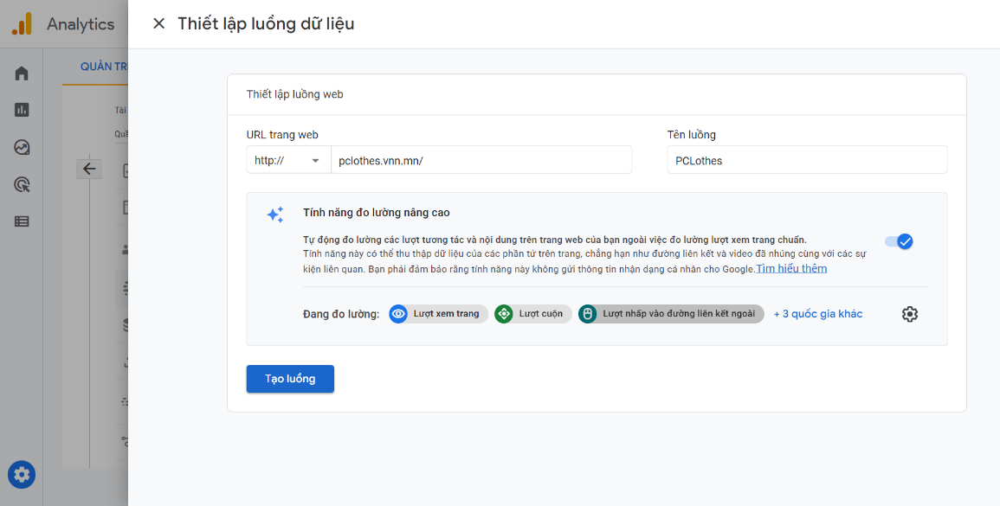 Analytics
Thiết lập luồng dữ liệu
QUẢN TR
Tài
Quả
Thiết lập luồng web
URL trang web
Tên luồng
http://
pclothes.vnn.mn/
PCLothes
Tính năng đo lường nâng cao
Tự động đo lường các lượt tương tác và nội dung trên trang web của bạn ngoài việc đo lường lượt xem trang chuẩn.
Tính năng này có thể thu thập dữ liệu của các phần tử trên trang, chẳng hạn như đường liên kết và video đã nhúng cùng với các sự
kiện liên quan. Bạn phải đảm bảo rằng tính năng này không gửi thông tin nhận dạng cá nhân cho Google. Tìm hiểu thêm
Đang đo lường: Lượt xem trang Lượt cuộn Lượt nhấp vào đường liên kết ngoài + 3 quốc gia khác
Tạo luồng